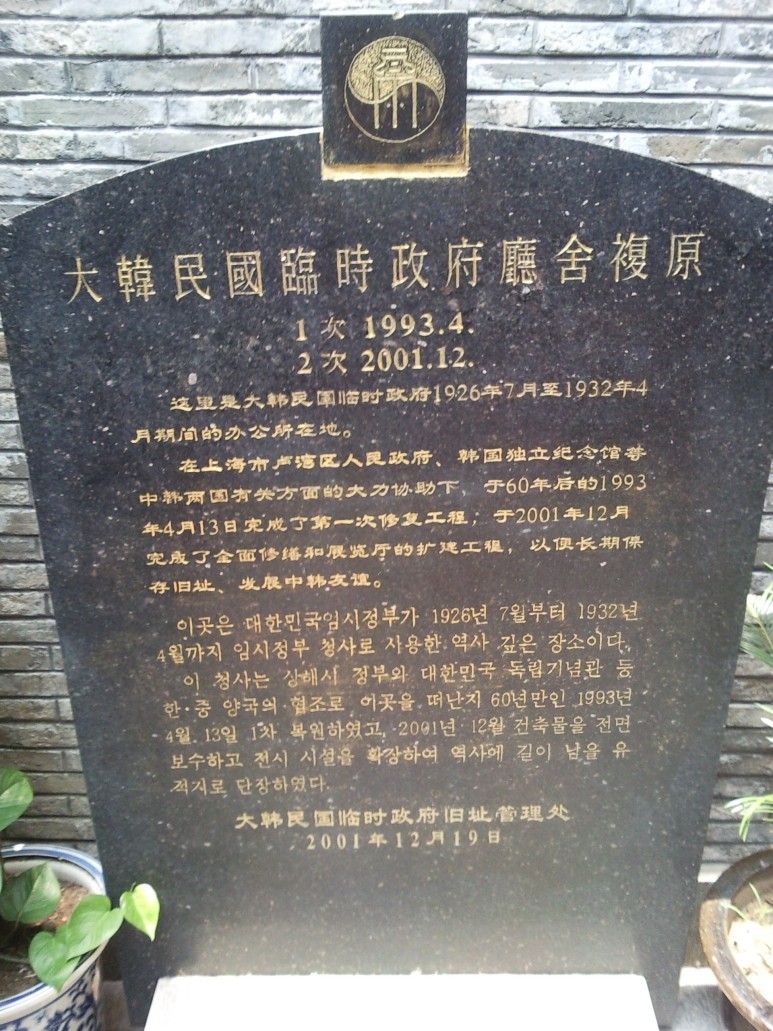 大韓民國臨時政府廳舍複原
1 次 1993.4.
2 次 2001.12.
这里是大韩民国临时政府1926年7月至1932年4
月期间的办公所在地。
在上海市卢湾区人民政府、韩国独立纪念馆等
中韩两国有关方面的大力协助下，于60年后的1993
年4月13日完成了第一次修复工程；于2001年12月
完成了全面修缮和展览厅的扩建工程，以便长期保
存旧址、发展中韩友谊。
이곳은 대한민국임시정부가 1926년 7월부터 1932년
4월까지 임시정부 청사로 사용한 역사 깊은 장소이다.
이 청사는 상해시 정부와 대한민국 독립기념관 등
한·중 양국의 협조로 이곳을 떠난지 60년만인 1993년
4월 13일 1차 복원하였고, 2001년 12월 건축물을 전면
보수하고 전시 시설을 확장하여 역사에 길이 남을 유
적지로 단장하였다.
大韩民国临时政府旧址管理处
2001年12月19日